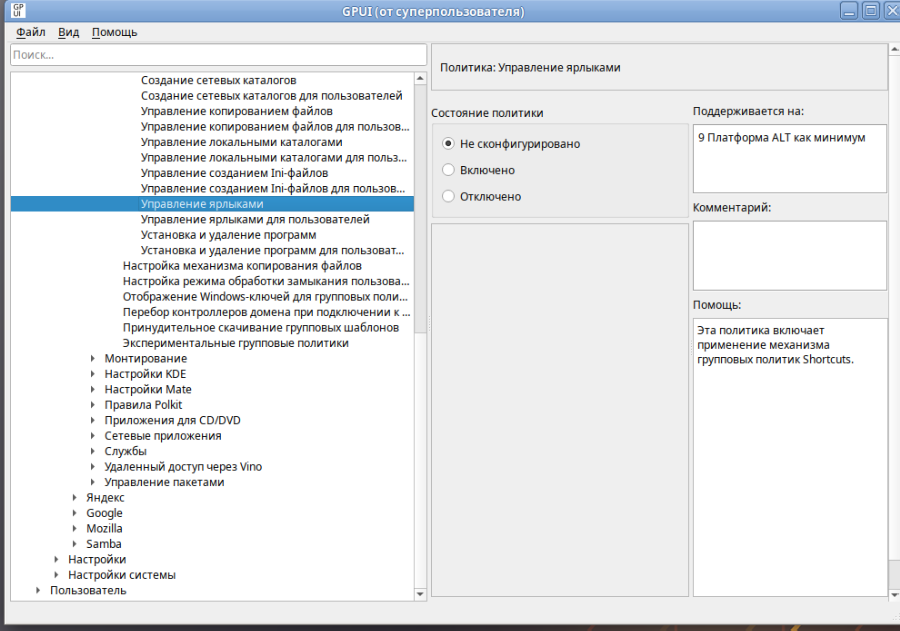 GP
UI
GPUI (от суперпользователя)
Файл Вид Помощь
Поиск...
Создание сетевых каталогов
Создание сетевых каталогов для пользователей
Управление копированием файлов
Управление копированием файлов для пользов...
Управление локальными каталогами
Управление локальными каталогами для польз...
Управление созданием Ini-файлов
Управление созданием Ini-файлов для пользов...
Управление ярлыками
Управление ярлыками для пользователей
Установка и удаление программ
Установка и удаление программ для пользоват...
Настройка механизма копирования файлов
Настройка режима обработки замыкания пользова...
Отображение Windows-ключей для групповых поли...
Перебор контроллеров домена при подключении к ...
Принудительное скачивание групповых шаблонов
Экспериментальные групповые политики
Монтирование
Настройки KDE
Настройки Mate
Правила Polkit
Приложения для CD/DVD
Сетевые приложения
Службы
Удаленный доступ через Vino
Управление пакетами
Яндекс
Google
Mozilla
Samba
Настройки
Настройки системы
Пользователь
Политика: Управление ярлыками
Состояние политики
Не сконфигурировано
Включено
Отключено
Поддерживается на:
9 Платформа ALT как минимум
Комментарий:
Помощь:
Эта политика включает
применение механизма
групповых политик Shortcuts.